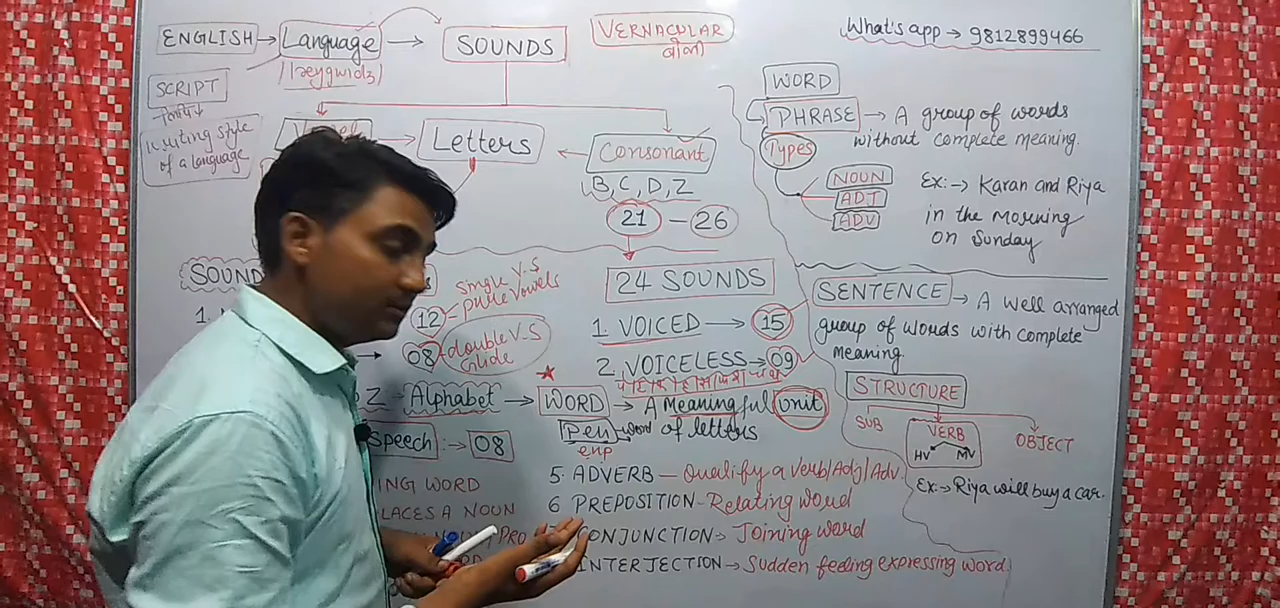 ENGLISH → Language → SOUNDS
VERNACULAR
बोली
What's app → 9812899466
SCRIPT
लिपि
Writing style
of a language
Letters
Consonant
B, C, D, Z
21 – 26
WORD
PHRASE → A group of words
without complete meaning.
Types
NOUN
ADJ
ADV
Ex:→ Karan and Riya
in the morning
on Sunday
SOUND
single V-S
12 pure vowels
08 double V-S
Glide
24 SOUNDS
1. VOICED → 15
2. VOICELESS → 09
SENTENCE → A well arranged
group of words with complete
meaning.
STRUCTURE
SUB
VERB
OBJECT
HV
MV
Ex:→ Riya will buy a car.
Z Alphabet → WORD → A Meaningful unit
Pen word of letters
enp
Speech :→ 08
ING WORD
LACES A NOUN
PRO
5. ADVERB – Qualify a Verb/Adj/Adv.
6 PREPOSITION - Relating word
CONJUNCTION → Joining word
INTERJECTION → Sudden feeling expressing word